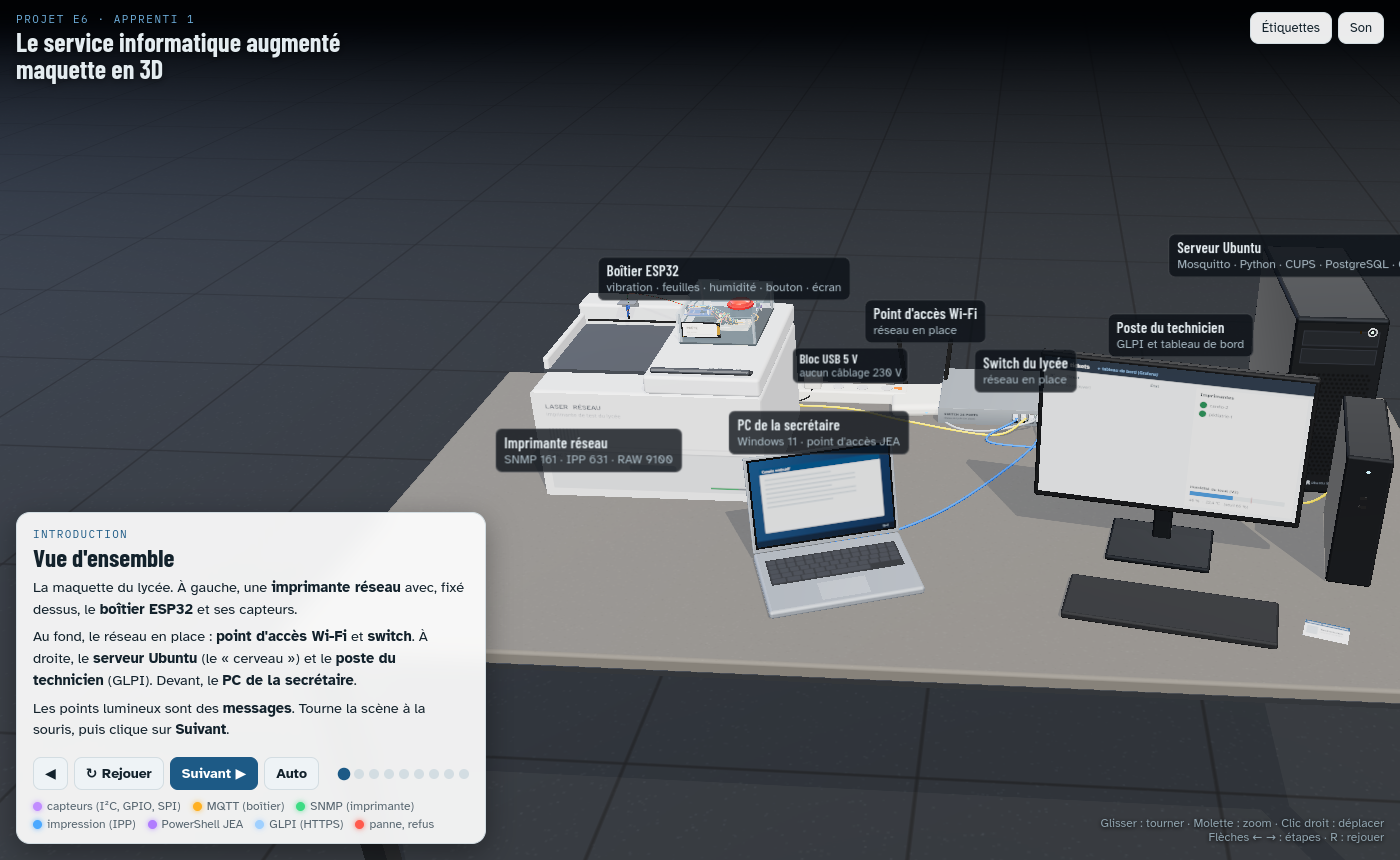 PROJET E6 · APPRENTI 1
Le service informatique augmenté
maquette en 3D
Étiquettes
Son
Serveur Ubuntu
Mosquitto · Python · CUPS · PostgreSQL ·
Boîtier ESP32
vibration · feuilles · humidité · bouton · écran
Point d'accès Wi-Fi
réseau en place
Poste du technicien
GLPI et tableau de bord
Bloc USB 5 V
aucun câblage 230 V
Switch du lycée
réseau en place
LASER RÉSEAU
PC de la secrétaire
Windows 11 · point d'accès JEA
Imprimante réseau
SNMP 161 · IPP 631 · RAW 9100
INTRODUCTION
Vue d'ensemble
La maquette du lycée. À gauche, une imprimante réseau avec, fixé
dessus, le boîtier ESP32 et ses capteurs.
Au fond, le réseau en place : point d'accès Wi-Fi et switch. À
droite, le serveur Ubuntu (le « cerveau ») et le poste du
technicien (GLPI). Devant, le PC de la secrétaire.
Les points lumineux sont des messages. Tourne la scène à la
souris, puis clique sur Suivant.
◀
↻ Rejouer
Suivant ▶
Auto
capteurs (I²C, GPIO, SPI)
MQTT (boîtier)
SNMP (imprimante)
impression (IPP)
PowerShell JEA
GLPI (HTTPS)
panne, refus
Glisser : tourner · Molette : zoom · Clic droit : déplacer
Flèches ← → : étapes · R : rejouer